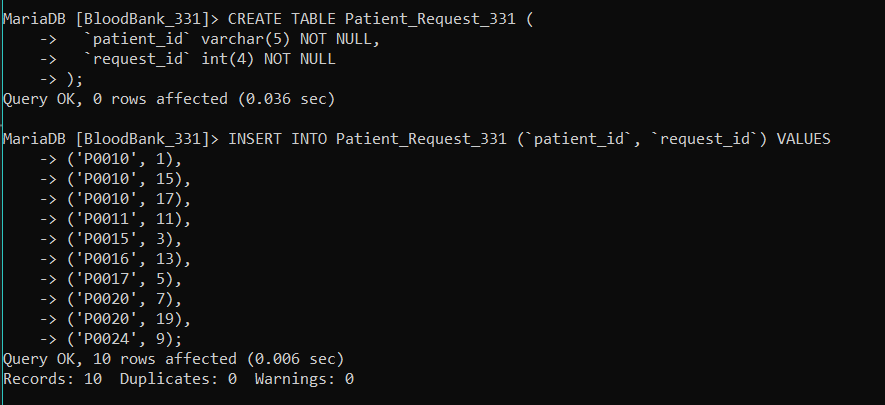 MariaDB [BloodBank_331]> CREATE TABLE Patient_Request_331 (
    ->   `patient_id` varchar(5) NOT NULL,
    ->   `request_id` int(4) NOT NULL
    -> );
Query OK, 0 rows affected (0.036 sec)

MariaDB [BloodBank_331]> INSERT INTO Patient_Request_331 (`patient_id`, `request_id`) VALUES
    -> ('P0010', 1),
    -> ('P0010', 15),
    -> ('P0010', 17),
    -> ('P0011', 11),
    -> ('P0015', 3),
    -> ('P0016', 13),
    -> ('P0017', 5),
    -> ('P0020', 7),
    -> ('P0020', 19),
    -> ('P0024', 9);
Query OK, 10 rows affected (0.006 sec)
Records: 10  Duplicates: 0  Warnings: 0